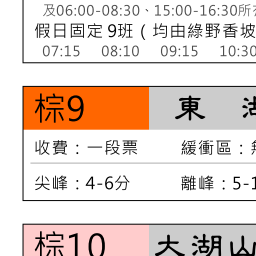 及06:00-08:30、15:00-16:30所
假日固定9班(均由綠野香坡
07:15 08:10 09:15 10:30
棕9 東 湖
收費：一段票 緩衝區：
尖峰：4-6分 離峰：5-1
棕10 大湖山